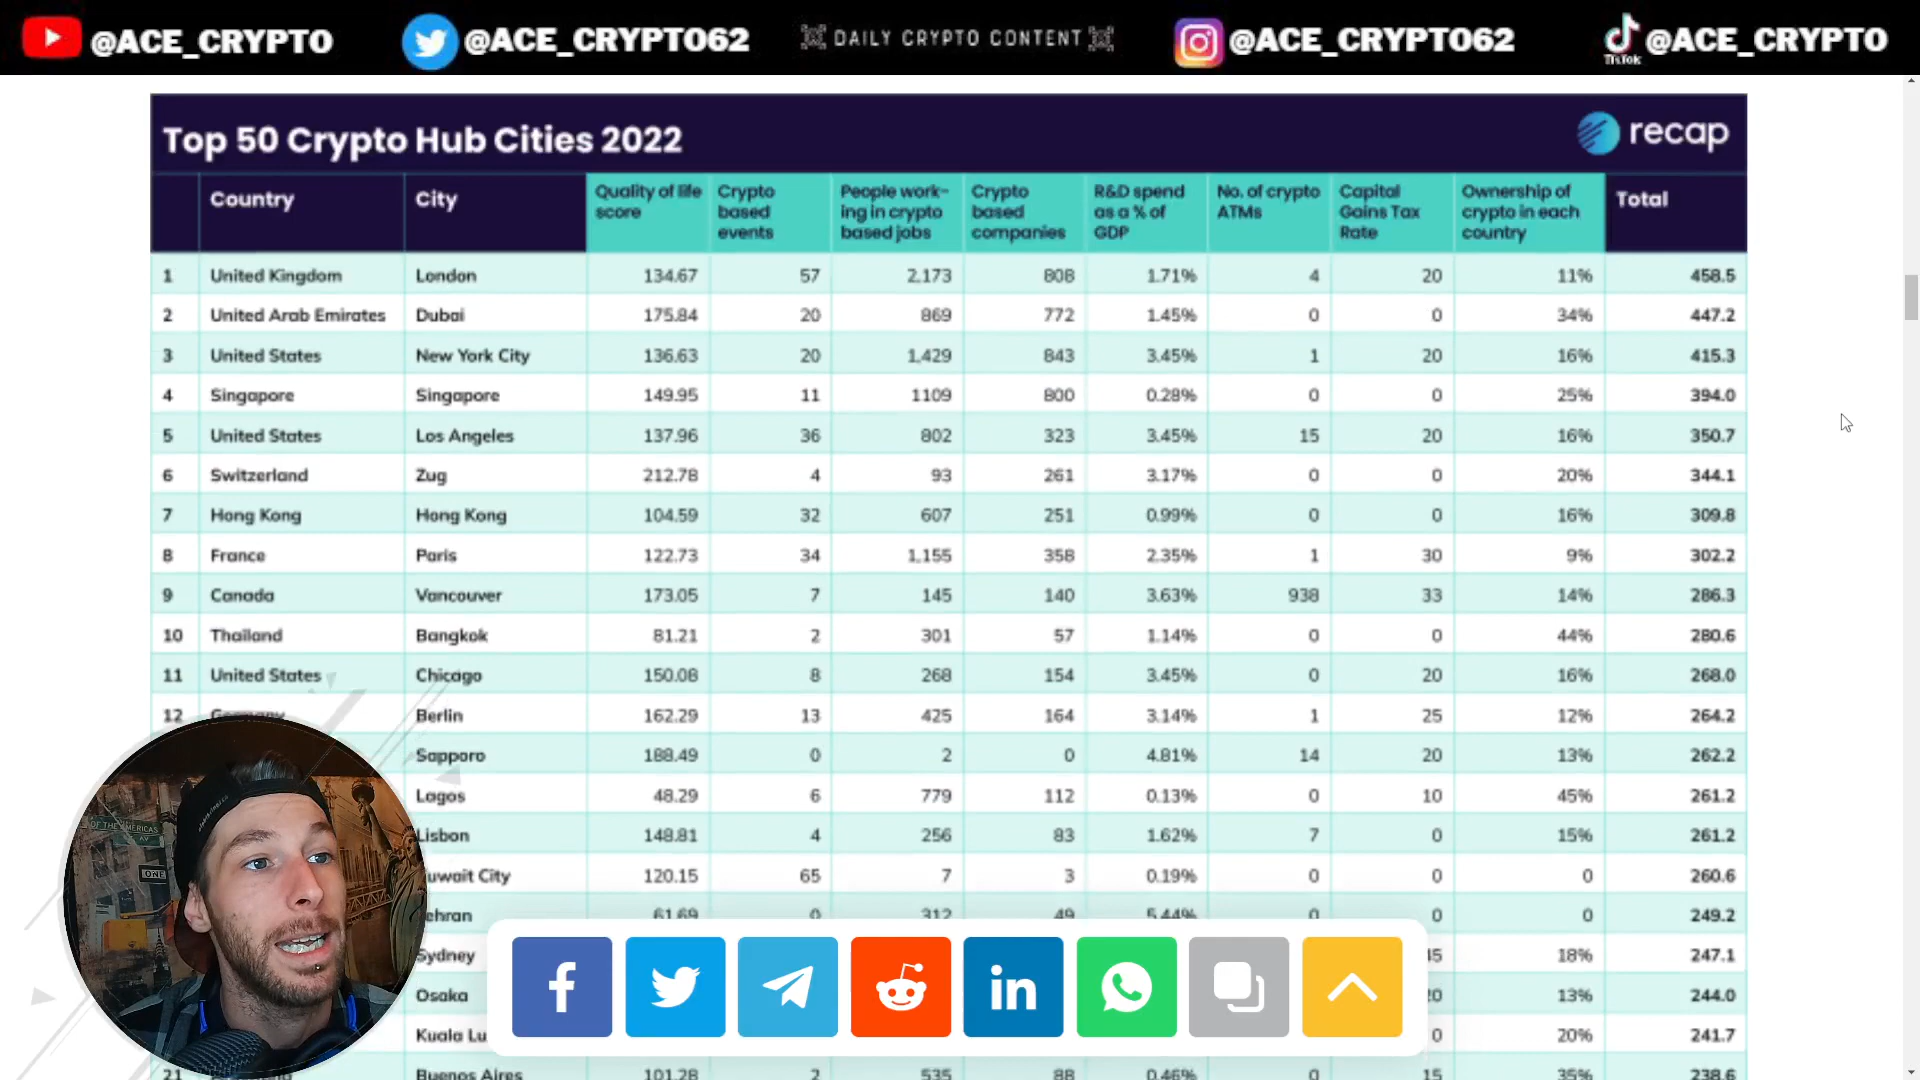 @ACE_CRYPTO @ACE_CRYPTO62 DAILY CRYPTO CONTENT @ACE_CRYPTO62 TikTok @ACE_CRYPTO
Top 50 Crypto Hub Cities 2022 recap
Country City Quality of life score Crypto based events People work-ing in crypto based jobs Crypto based companies R&D spend as a % of GDP No. of crypto ATMs Capital Gains Tax Rate Ownership of crypto in each country Total
1 United Kingdom London 134.67 57 2,173 808 1.71% 4 20 11% 458.5
2 United Arab Emirates Dubai 175.84 20 869 772 1.45% 0 0 34% 447.2
3 United States New York City 136.63 20 1,429 843 3.45% 1 20 16% 415.3
4 Singapore Singapore 149.95 11 1109 800 0.28% 0 0 25% 394.0
5 United States Los Angeles 137.96 36 802 323 3.45% 15 20 16% 350.7
6 Switzerland Zug 212.78 4 93 261 3.17% 0 0 20% 344.1
7 Hong Kong Hong Kong 104.59 32 607 251 0.99% 0 0 16% 309.8
8 France Paris 122.73 34 1,155 358 2.35% 1 30 9% 302.2
9 Canada Vancouver 173.05 7 145 140 3.63% 938 33 14% 286.3
10 Thailand Bangkok 81.21 2 301 57 1.14% 0 0 44% 280.6
11 United States Chicago 150.08 8 268 154 3.45% 0 20 16% 268.0
12 Germany Berlin 162.29 13 425 164 3.14% 1 25 12% 264.2
Sapporo 188.49 0 2 0 4.81% 14 20 13% 262.2
Lagos 48.29 6 779 112 0.13% 0 10 45% 261.2
Lisbon 148.81 4 256 83 1.62% 7 0 15% 261.2
uwait City 120.15 65 7 3 0.19% 0 0 0 260.6
ehran 61.69 0 312 49 5.44% 0 0 0 249.2
Sydney 45 18% 247.1
Osaka 20 13% 244.0
Kuala Lu 0 20% 241.7
21 Buenos Aires 101.28 2 535 88 0.46% 0 15 35% 238.6
OF THE AMERICAS
AV
ONE
in